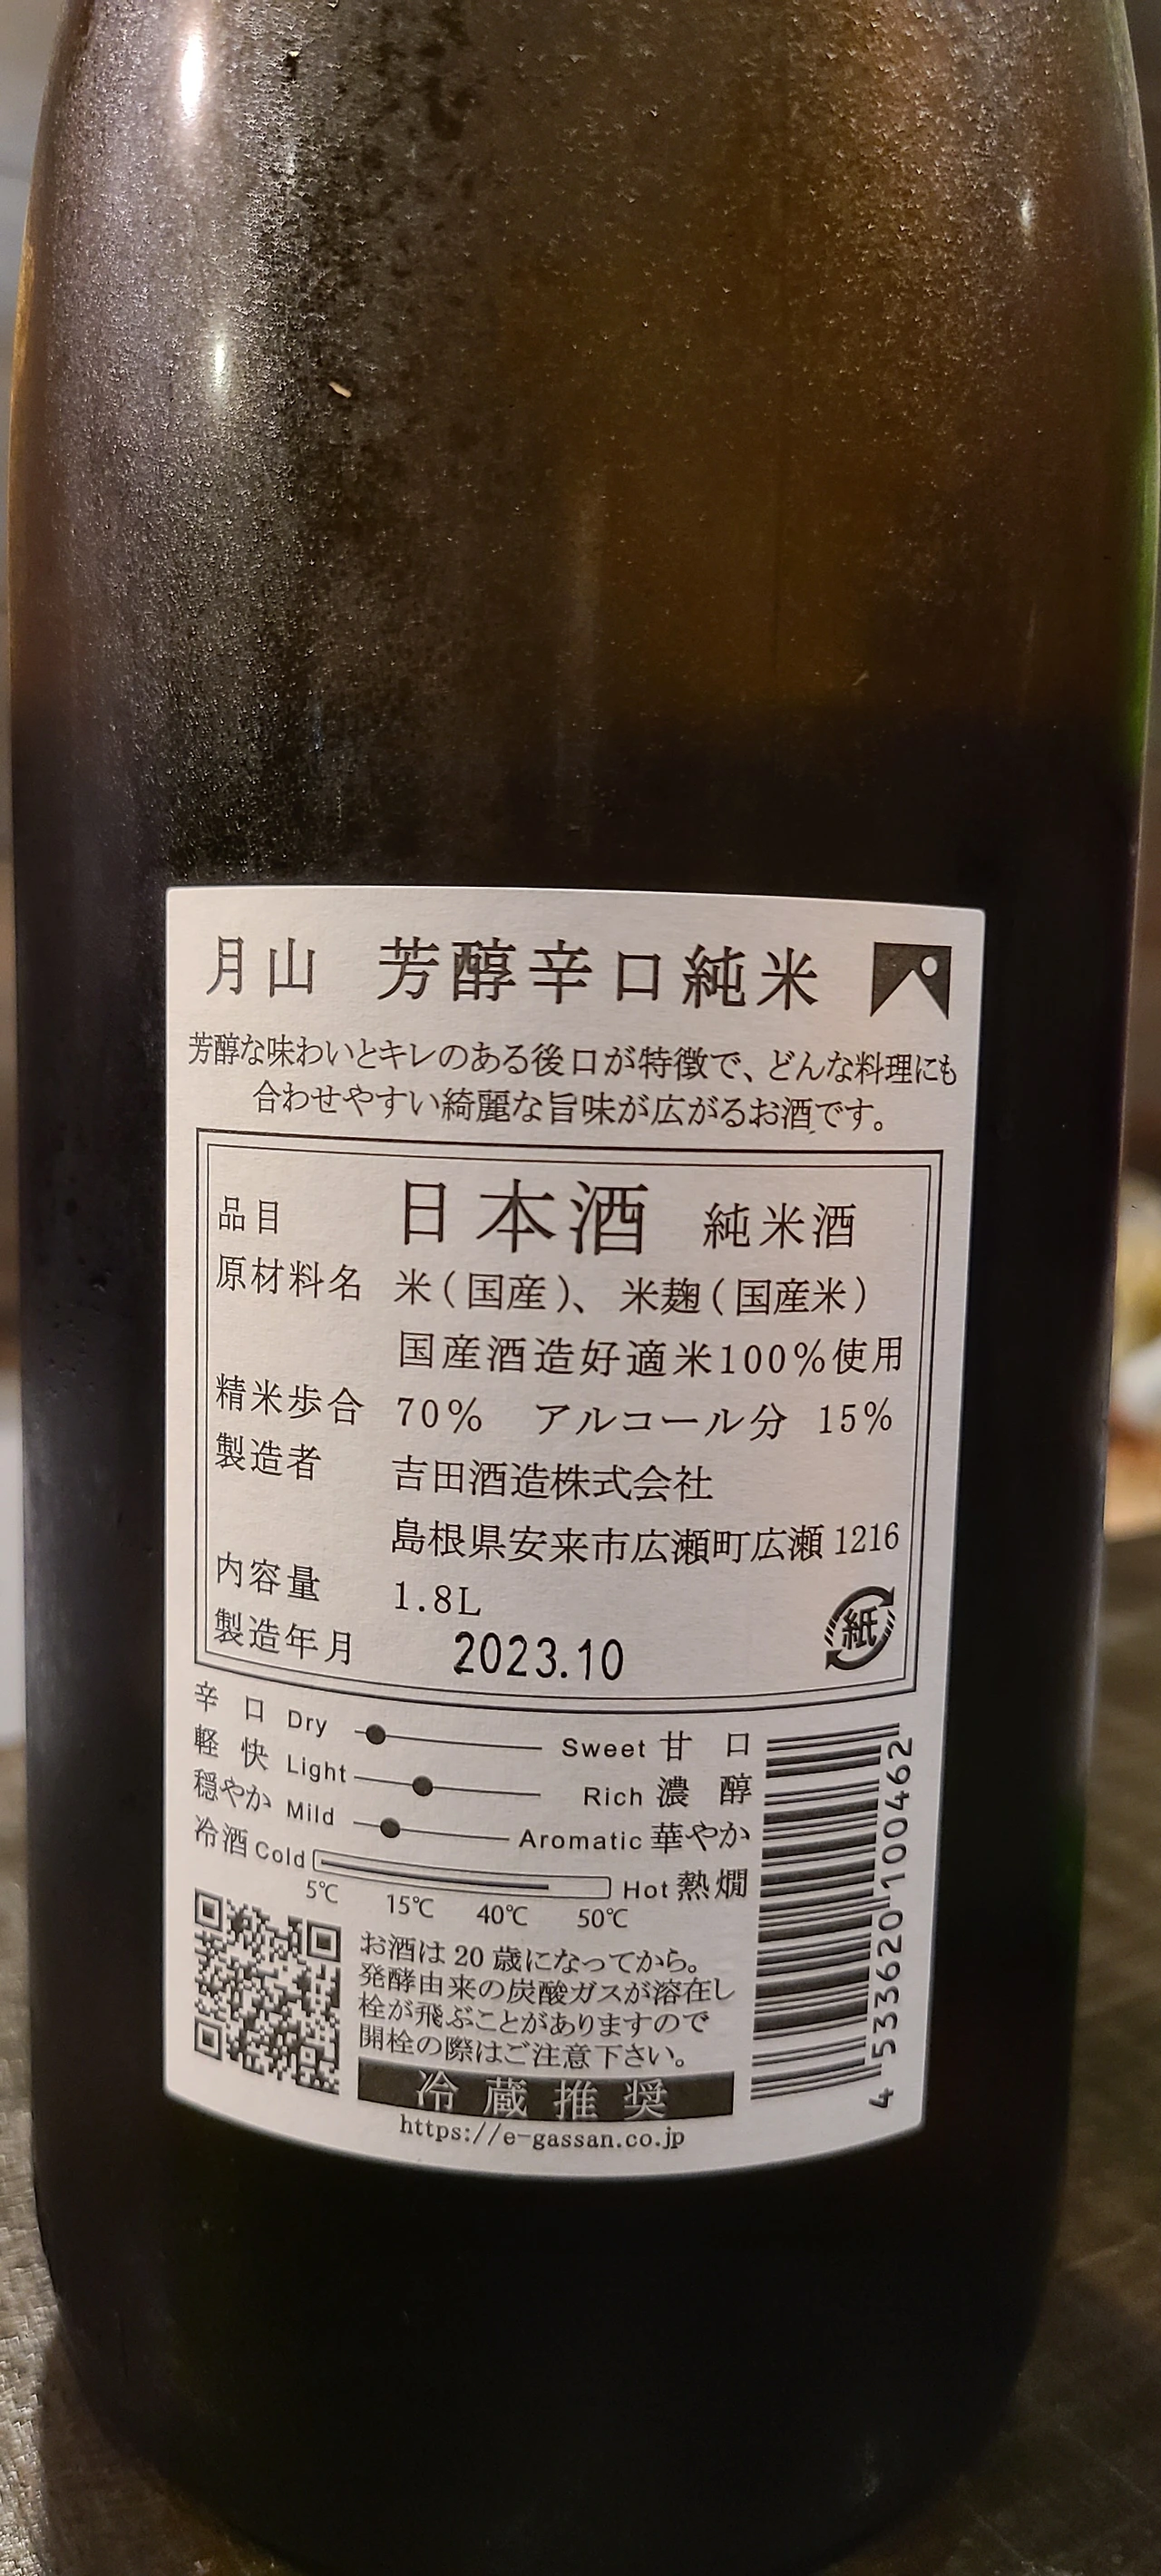 月山 芳醇辛口純米
芳醇な味わいとキレのある後口が特徴で、どんな料理にも
合わせやすい綺麗な旨味が広がるお酒です。
品目 日本酒 純米酒
原材料名 米(国産)、米麹(国産米)
国産酒造好適米100%使用
精米歩合 70% アルコール分 15%
製造者 吉田酒造株式会社
島根県安来市広瀬町広瀬 1216
内容量 1.8L
紙
製造年月 2023.10
辛口 Dry Sweet 甘口
軽快 Light Rich 濃醇
穏やか Mild Aromatic 華やか
冷酒 Cold Hot 熱燗
5℃ 15℃ 40℃ 50℃
お酒は 20 歳になってから。
発酵由来の炭酸ガスが溶在し
栓が飛ぶことがありますので
開栓の際はご注意下さい。
冷蔵推奨
https://e-gassan.co.jp
4 533620 100462